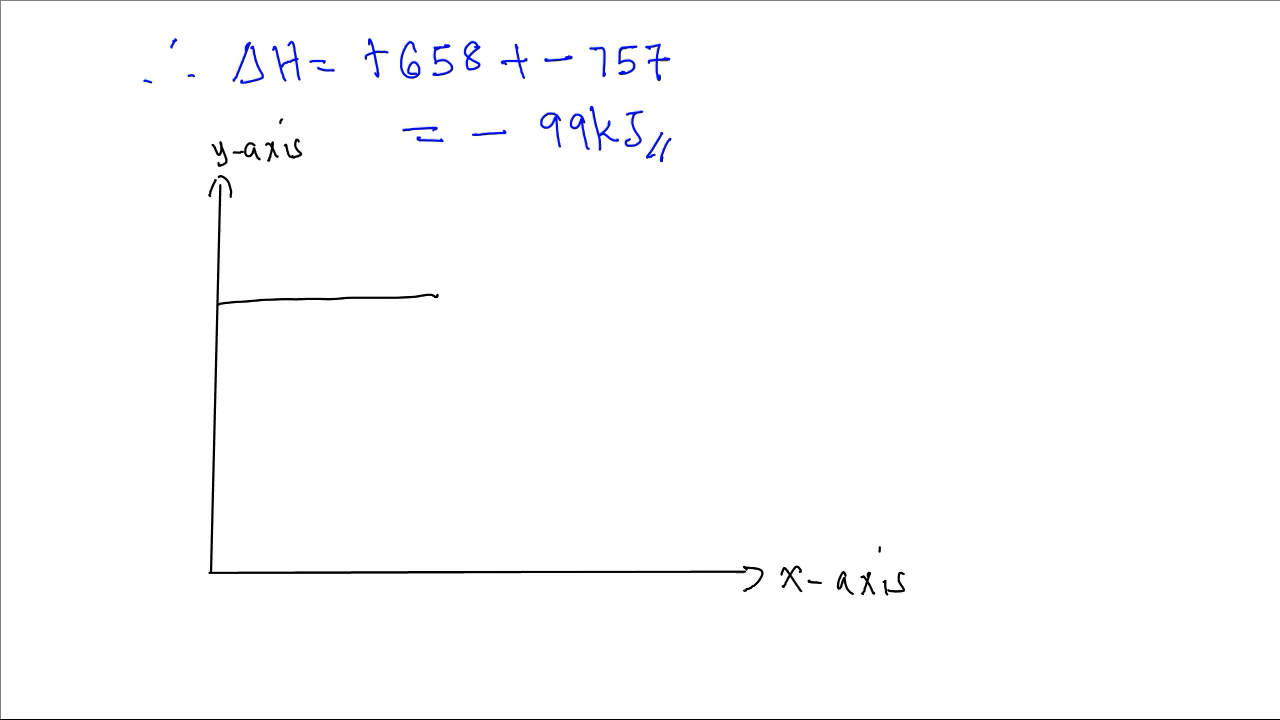 ∴ ΔH = +658 + - 757
= - 99kJ//
y-axis
x-axis